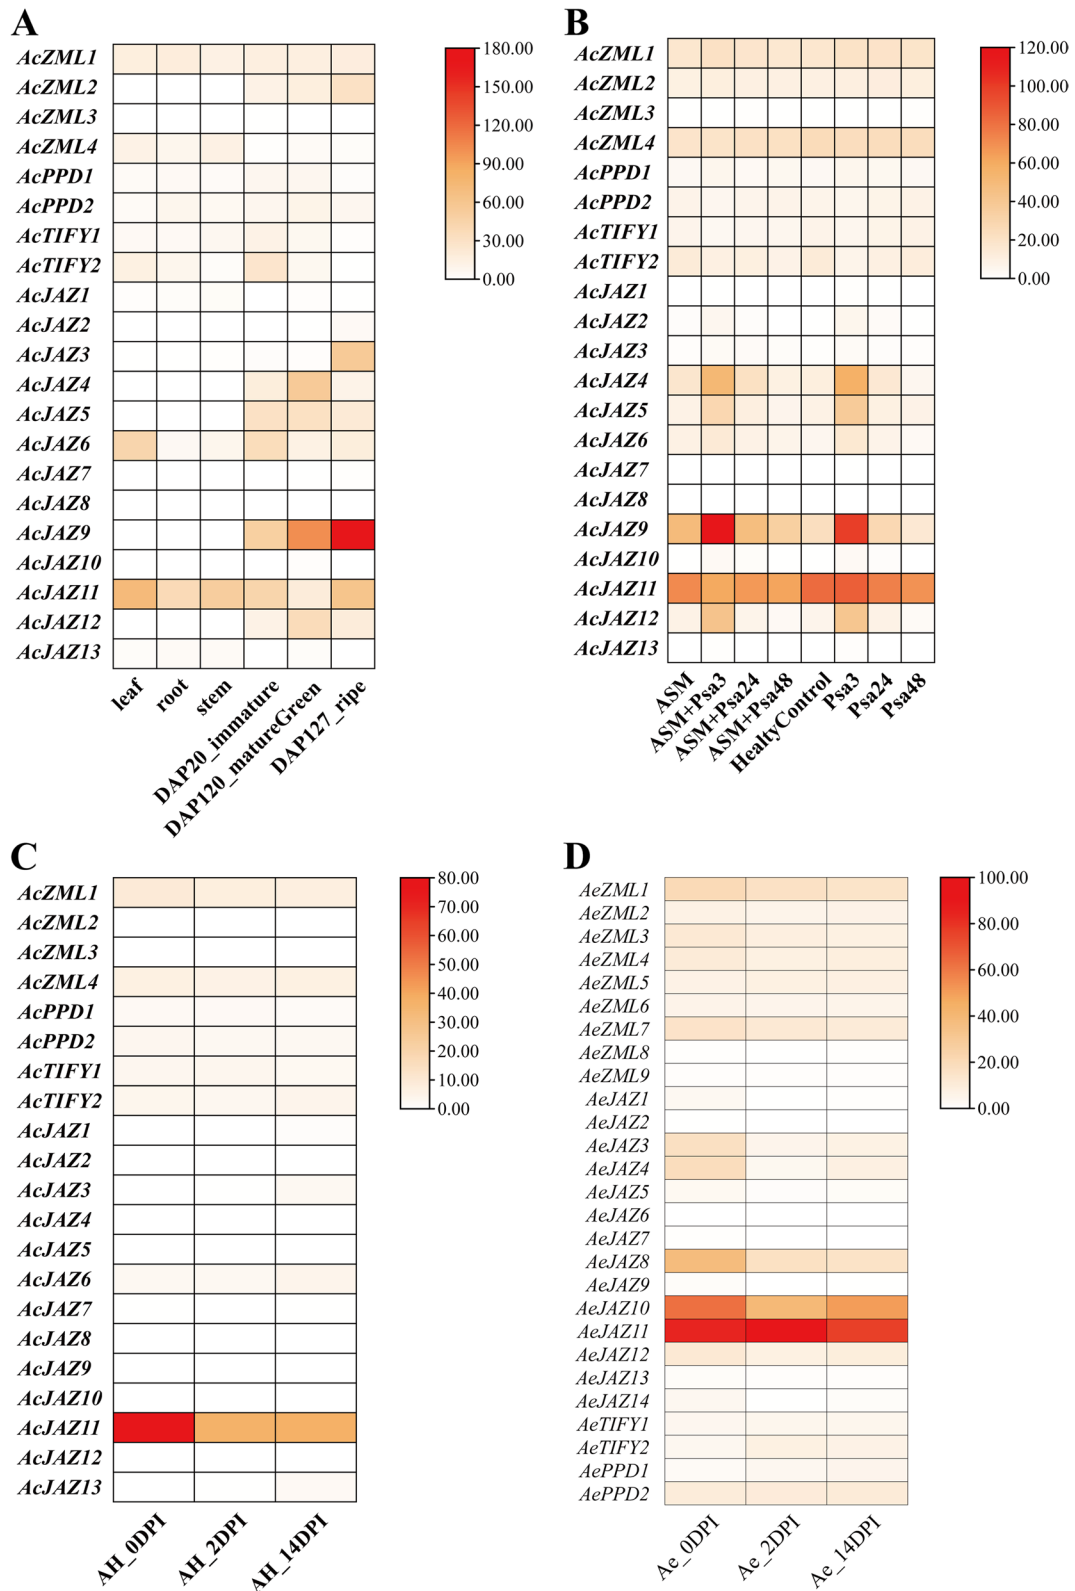 A
AcZML1
AcZML2
AcZML3
AcZML4
AcPPD1
AcPPD2
AcTIFY1
AcTIFY2
AcJAZ1
AcJAZ2
AcJAZ3
AcJAZ4
AcJAZ5
AcJAZ6
AcJAZ7
AcJAZ8
AcJAZ9
AcJAZ10
AcJAZ11
AcJAZ12
AcJAZ13
leaf
root
stem
DAP20_immature
DAP120_matureGreen
DAP127_ripe
180.00
150.00
120.00
90.00
60.00
30.00
0.00
B
AcZML1
AcZML2
AcZML3
AcZML4
AcPPD1
AcPPD2
AcTIFY1
AcTIFY2
AcJAZ1
AcJAZ2
AcJAZ3
AcJAZ4
AcJAZ5
AcJAZ6
AcJAZ7
AcJAZ8
AcJAZ9
AcJAZ10
AcJAZ11
AcJAZ12
AcJAZ13
ASM
ASM+Psa3
ASM+Psa24
ASM+Psa48
HealtyControl
Psa3
Psa24
Psa48
120.00
100.00
80.00
60.00
40.00
20.00
0.00
C
AcZML1
AcZML2
AcZML3
AcZML4
AcPPD1
AcPPD2
AcTIFY1
AcTIFY2
AcJAZ1
AcJAZ2
AcJAZ3
AcJAZ4
AcJAZ5
AcJAZ6
AcJAZ7
AcJAZ8
AcJAZ9
AcJAZ10
AcJAZ11
AcJAZ12
AcJAZ13
AH_0DPI
AH_2DPI
AH_14DPI
80.00
70.00
60.00
50.00
40.00
30.00
20.00
10.00
0.00
D
AeZML1
AeZML2
AeZML3
AeZML4
AeZML5
AeZML6
AeZML7
AeZML8
AeZML9
AeJAZ1
AeJAZ2
AeJAZ3
AeJAZ4
AeJAZ5
AeJAZ6
AeJAZ7
AeJAZ8
AeJAZ9
AeJAZ10
AeJAZ11
AeJAZ12
AeJAZ13
AeJAZ14
AeTIFY1
AeTIFY2
AePPD1
AePPD2
Ae_0DPI
Ae_2DPI
Ae_14DPI
100.00
80.00
60.00
40.00
20.00
0.00